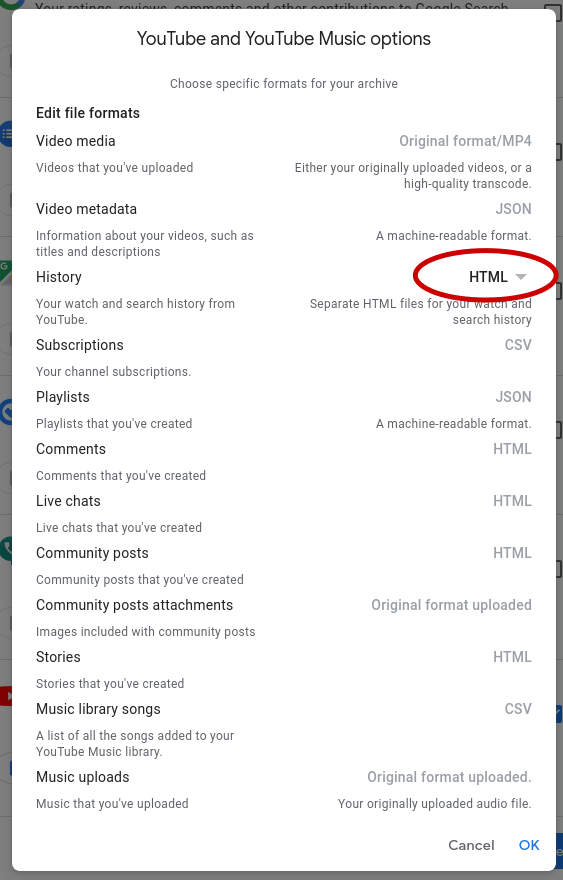 Your ratings, reviews, comments and other contributions to Google Search
YouTube and YouTube Music options
Choose specific formats for your archive
Edit file formats
Video media Original format/MP4
Videos that you've uploaded Either your originally uploaded videos, or a
high-quality transcode.
Video metadata JSON
Information about your videos, such as A machine-readable format.
titles and descriptions
History HTML
Your watch and search history from Separate HTML files for your watch and
YouTube. search history
Subscriptions CSV
Your channel subscriptions.
Playlists JSON
Playlists that you've created A machine-readable format.
Comments HTML
Comments that you've created
Live chats HTML
Live chats that you've created
Community posts HTML
Community posts that you've created
Community posts attachments Original format uploaded
Images included with community posts
Stories HTML
Stories that you've created
Music library songs CSV
A list of all the songs added to your
YouTube Music library.
Music uploads Original format uploaded.
Music that you've uploaded Your originally uploaded audio file.
Cancel OK